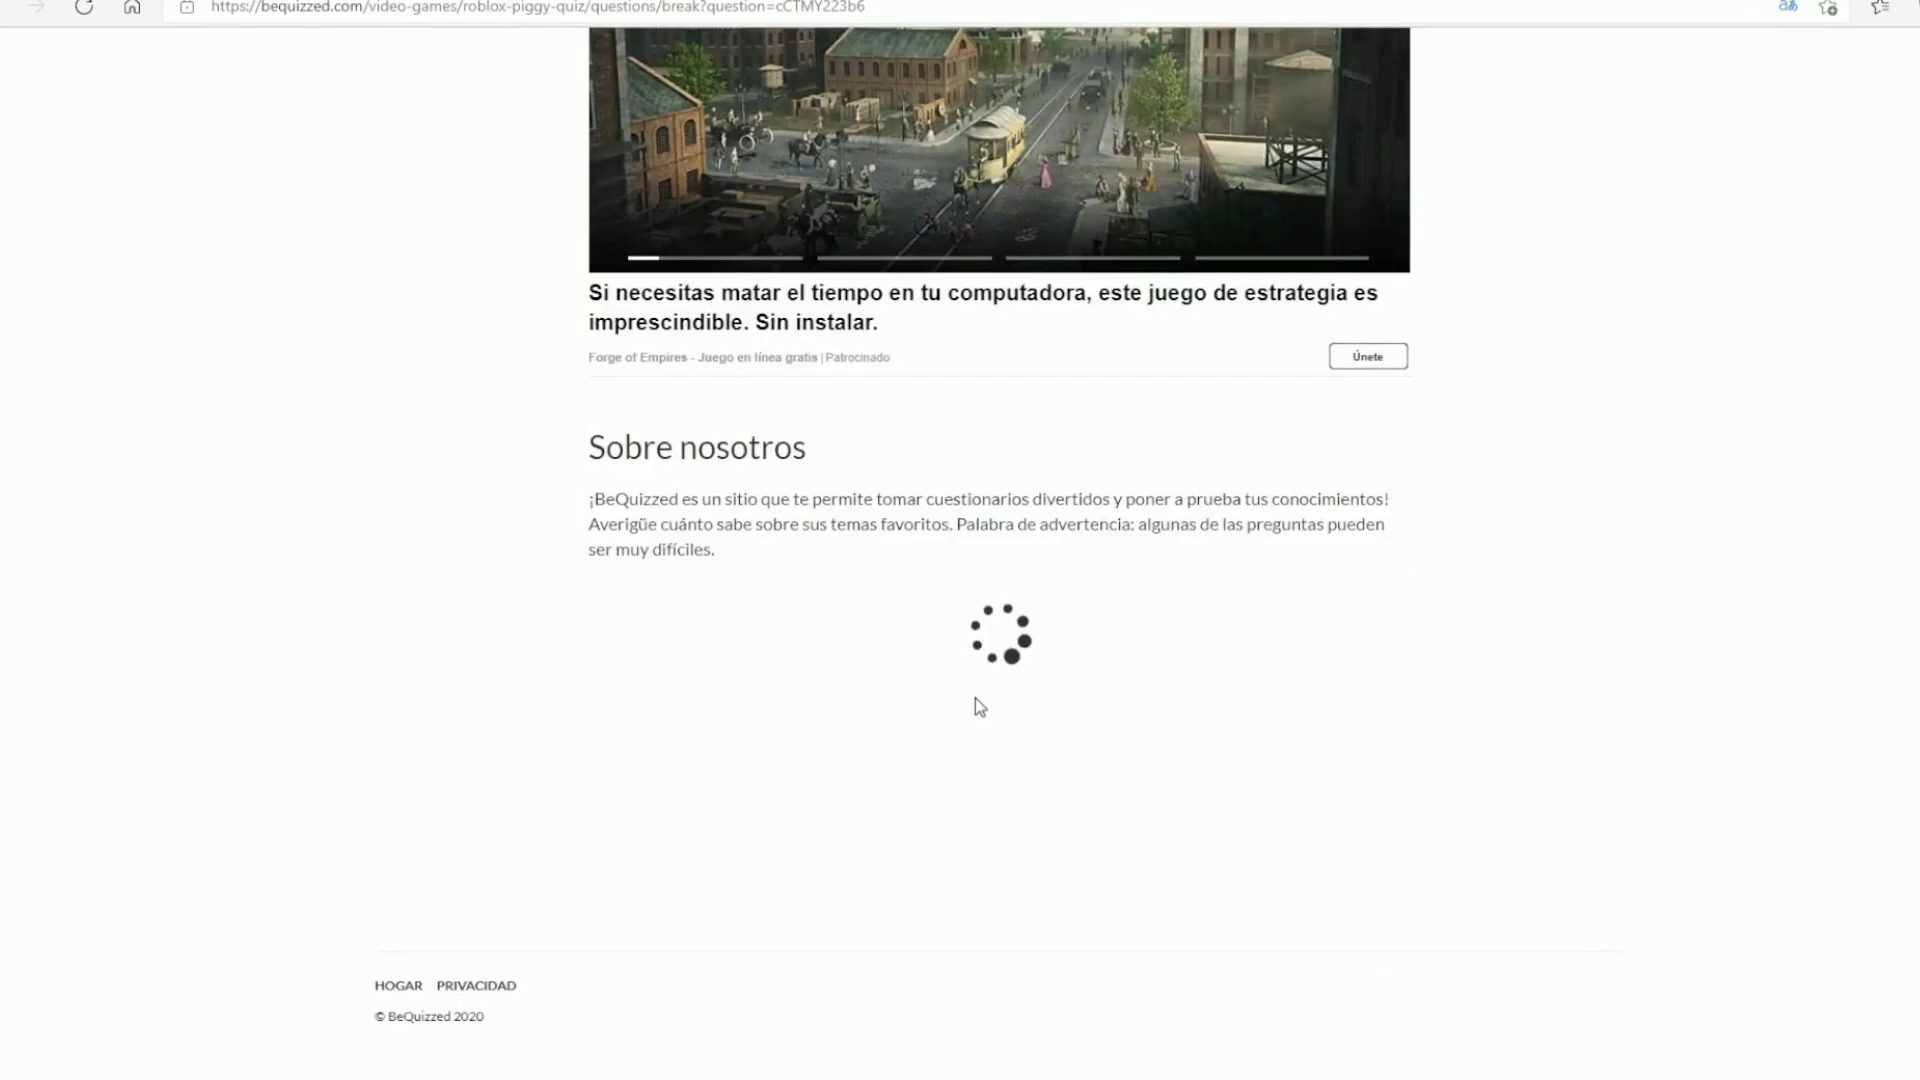 https://bequizzed.com/video-games/roblox-piggy-quiz/questions/break?question=cCTMY223b6
Si necesitas matar el tiempo en tu computadora, este juego de estrategia es
imprescindible. Sin instalar.
Forge of Empires - Juego en línea gratis | Patrocinado
Únete
Sobre nosotros
¡BeQuizzed es un sitio que te permite tomar cuestionarios divertidos y poner a prueba tus conocimientos!
Averigüe cuánto sabe sobre sus temas favoritos. Palabra de advertencia: algunas de las preguntas pueden
ser muy difíciles.
HOGAR PRIVACIDAD
© BeQuizzed 2020